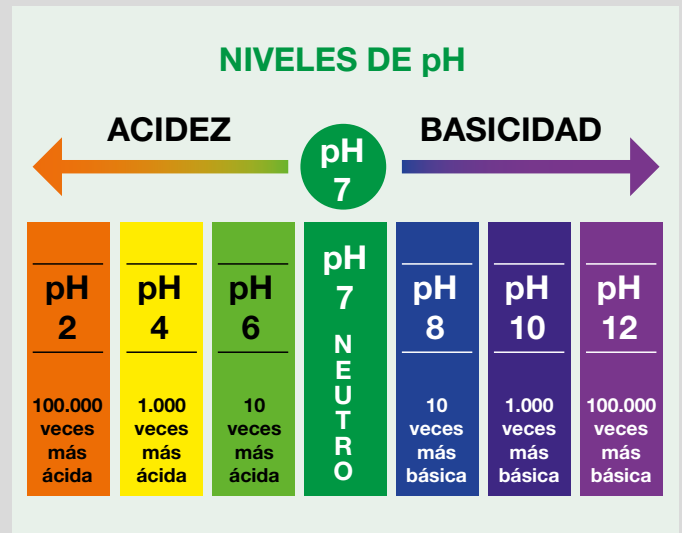 NIVELES DE pH
ACIDEZ
pH
7
BASICIDAD
pH
2
100.000
veces
más
ácida
pH
4
1.000
veces
más
ácida
pH
6
10
veces
más
ácida
pH
7
N
E
U
T
R
O
pH
8
10
veces
más
básica
pH
10
1.000
veces
más
básica
pH
12
100.000
veces
más
básica